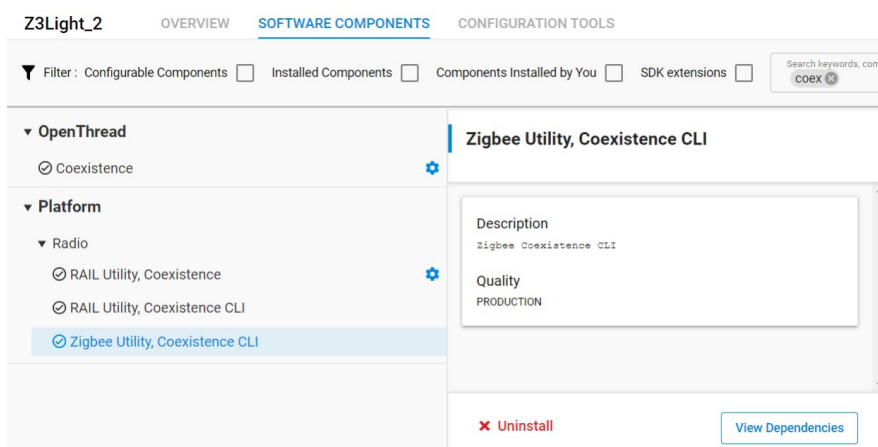 Z3Light_2 OVERVIEW SOFTWARE COMPONENTS CONFIGURATION TOOLS
Filter : Configurable Components Installed Components Components Installed by You SDK extensions
Search keywords, com
coex
OpenThread
Coexistence
Platform
Radio
RAIL Utility, Coexistence
RAIL Utility, Coexistence CLI
Zigbee Utility, Coexistence CLI
Zigbee Utility, Coexistence CLI
Description
Zigbee Coexistence CLI
Quality
PRODUCTION
Uninstall
View Dependencies